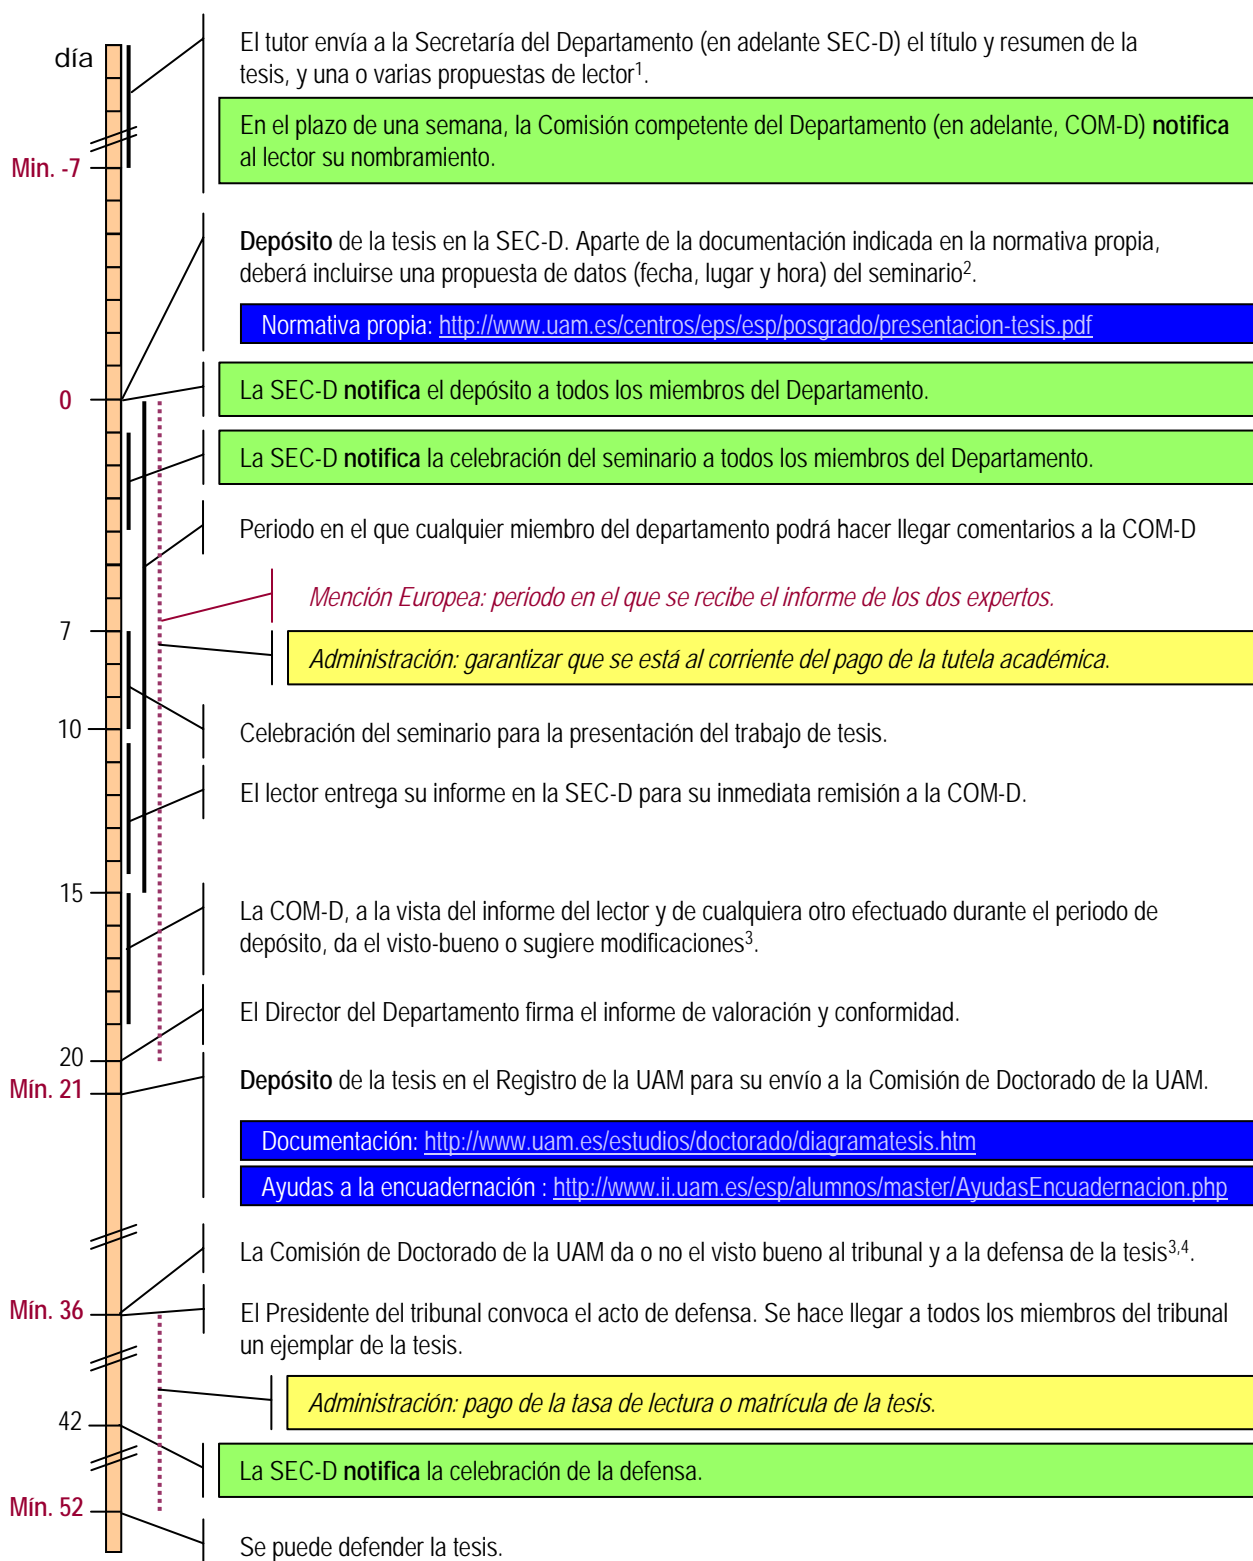 día
El tutor envía a la Secretaría del Departamento (en adelante SEC-D) el título y resumen de la
tesis, y una o varias propuestas de lector1.
En el plazo de una semana, la Comisión competente del Departamento (en adelante, COM-D) notifica
al lector su nombramiento.
Min. -7
Depósito de la tesis en la SEC-D. Aparte de la documentación indicada en la normativa propia,
deberá incluirse una propuesta de datos (fecha, lugar y hora) del seminario2.
Normativa propia: http://www.uam.es/centros/eps/esp/posgrado/presentacion-tesis.pdf
La SEC-D notifica el depósito a todos los miembros del Departamento.
0
La SEC-D notifica la celebración del seminario a todos los miembros del Departamento.
Periodo en el que cualquier miembro del departamento podrá hacer llegar comentarios a la COM-D
Mención Europea: periodo en el que se recibe el informe de los dos expertos.
7
Administración: garantizar que se está al corriente del pago de la tutela académica.
10
Celebración del seminario para la presentación del trabajo de tesis.
El lector entrega su informe en la SEC-D para su inmediata remisión a la COM-D.
15
La COM-D, a la vista del informe del lector y de cualquiera otro efectuado durante el periodo de
depósito, da el visto-bueno o sugiere modificaciones3.
El Director del Departamento firma el informe de valoración y conformidad.
20
Mín. 21
Depósito de la tesis en el Registro de la UAM para su envío a la Comisión de Doctorado de la UAM.
Documentación: http://www.uam.es/estudios/doctorado/diagramatesis.htm
Ayudas a la encuadernación : http://www.ii.uam.es/esp/alumnos/master/AyudasEncuadernacion.php
La Comisión de Doctorado de la UAM da o no el visto bueno al tribunal y a la defensa de la tesis3,4.
Mín. 36
El Presidente del tribunal convoca el acto de defensa. Se hace llegar a todos los miembros del tribunal
un ejemplar de la tesis.
Administración: pago de la tasa de lectura o matrícula de la tesis.
42
La SEC-D notifica la celebración de la defensa.
Mín. 52
Se puede defender la tesis.